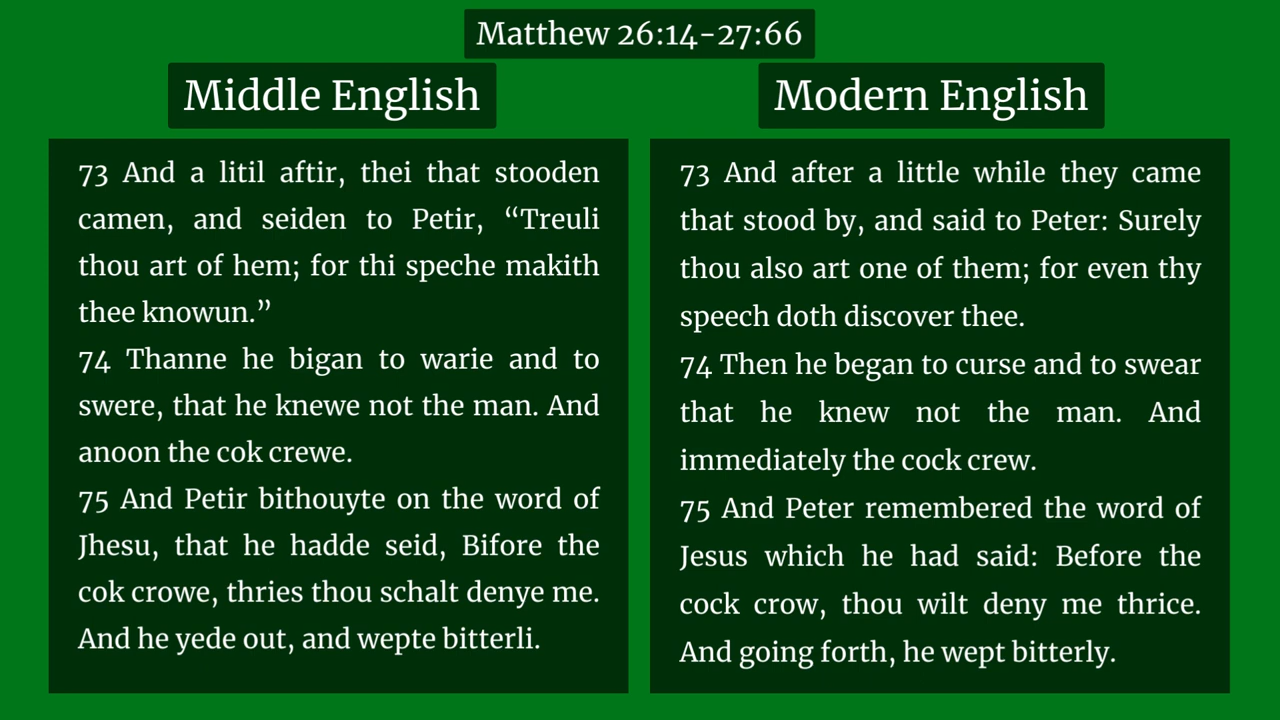 Matthew 26:14-27:66
Middle English
73 And a litil aftir, thei that stooden
camen, and seiden to Petir, “Treuli
thou art of hem; for thi speche makith
thee knowun.”
74 Thanne he bigan to warie and to
swere, that he knewe not the man. And
anoon the cok crewe.
75 And Petir bithouyte on the word of
Jhesu, that he hadde seid, Bifore the
cok crowe, thries thou schalt denye me.
And he yede out, and wepte bitterli.
Modern English
73 And after a little while they came
that stood by, and said to Peter: Surely
thou also art one of them; for even thy
speech doth discover thee.
74 Then he began to curse and to swear
that he knew not the man. And
immediately the cock crew.
75 And Peter remembered the word of
Jesus which he had said: Before the
cock crow, thou wilt deny me thrice.
And going forth, he wept bitterly.